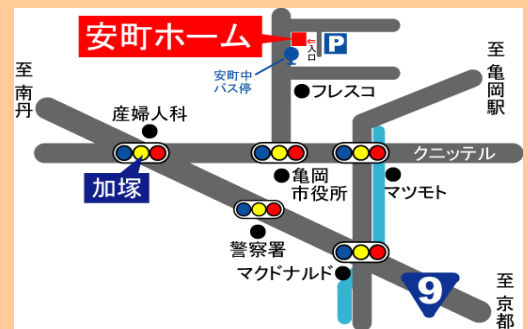 安町ホーム
入口
P
安町中
バス停
至
亀岡駅
至
南丹
産婦人科
フレスコ
クニッテル
加塚
亀岡
市役所
マツモト
警察署
マクドナルド
9
至
京都